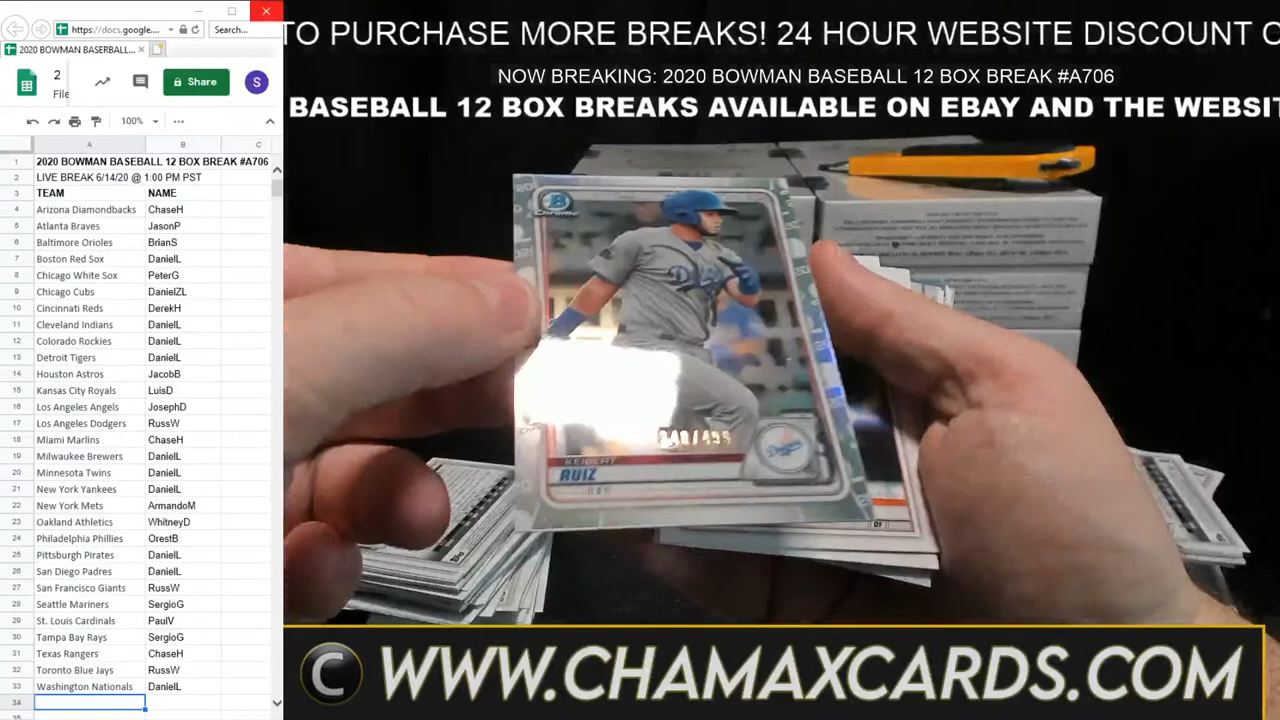 https://docs.google....
Search...
2020 BOWMAN BASEBALL...
2
File
Share
S
100%
A B C
1 2020 BOWMAN BASEBALL 12 BOX BREAK #A706
2 LIVE BREAK 6/14/20 @ 1:00 PM PST
3 TEAM NAME
4 Arizona Diamondbacks ChaseH
5 Atlanta Braves JasonP
6 Baltimore Orioles BrianS
7 Boston Red Sox DanielL
8 Chicago White Sox PeterG
9 Chicago Cubs DanielZL
10 Cincinnati Reds DerekH
11 Cleveland Indians DanielL
12 Colorado Rockies DanielL
13 Detroit Tigers DanielL
14 Houston Astros JacobB
15 Kansas City Royals LuisD
16 Los Angeles Angels JosephD
17 Los Angeles Dodgers RussW
18 Miami Marlins ChaseH
19 Milwaukee Brewers DanielL
20 Minnesota Twins DanielL
21 New York Yankees DanielL
22 New York Mets ArmandoM
23 Oakland Athletics WhitneyD
24 Philadelphia Phillies OrestB
25 Pittsburgh Pirates DanielL
26 San Diego Padres DanielL
27 San Francisco Giants RussW
28 Seattle Mariners SergioG
29 St. Louis Cardinals PaulV
30 Tampa Bay Rays SergioG
31 Texas Rangers ChaseH
32 Toronto Blue Jays RussW
33 Washington Nationals DanielL
34
TO PURCHASE MORE BREAKS! 24 HOUR WEBSITE DISCOUNT C
NOW BREAKING: 2020 BOWMAN BASEBALL 12 BOX BREAK #A706
BASEBALL 12 BOX BREAKS AVAILABLE ON EBAY AND THE WEBSIT
B
Chrome
Dodgers
/499
KEIBERT
RUIZ
Dodgers
RF
C WWW.CHAMAXCARDS.COM